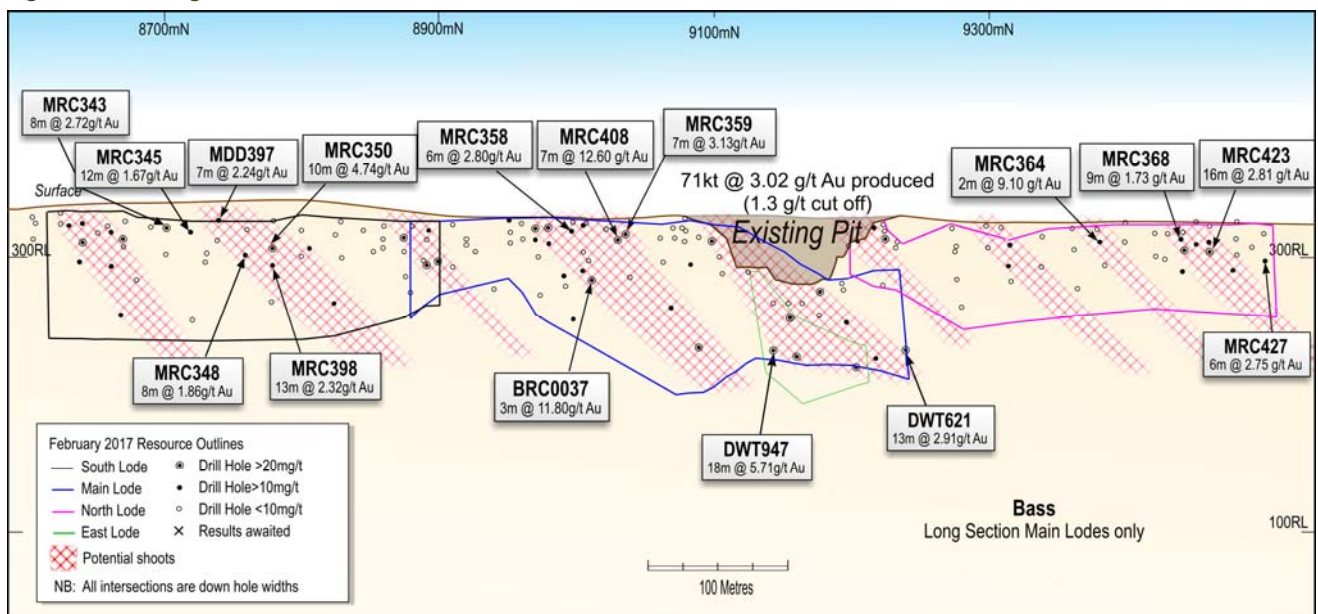 8700mN
8900mN
9100mN
9300mN
MRC343
8m @ 2.72g/t Au
MRC345
12m @ 1.67g/t Au
MDD397
7m @ 2.24g/t Au
MRC350
10m @ 4.74g/t Au
MRC358
6m @ 2.80g/t Au
MRC408
7m @ 12.60 g/t Au
MRC359
7m @ 3.13g/t Au
71kt @ 3.02 g/t Au produced
(1.3 g/t cut off)
Existing Pit
MRC364
2m @ 9.10 g/t Au
MRC368
9m @ 1.73 g/t Au
MRC423
16m @ 2.81 g/t Au
Surface
300RL
300RL
MRC348
8m @ 1.86g/t Au
MRC398
13m @ 2.32g/t Au
BRC0037
3m @ 11.80g/t Au
DWT947
18m @ 5.71g/t Au
DWT621
13m @ 2.91g/t Au
MRC427
6m @ 2.75 g/t Au
February 2017 Resource Outlines
South Lode
Main Lode
North Lode
East Lode
Drill Hole >20mg/t
Drill Hole>10mg/t
Drill Hole <10mg/t
Results awaited
Potential shoots
NB: All intersections are down hole widths
100 Metres
Bass
Long Section Main Lodes only
100RL